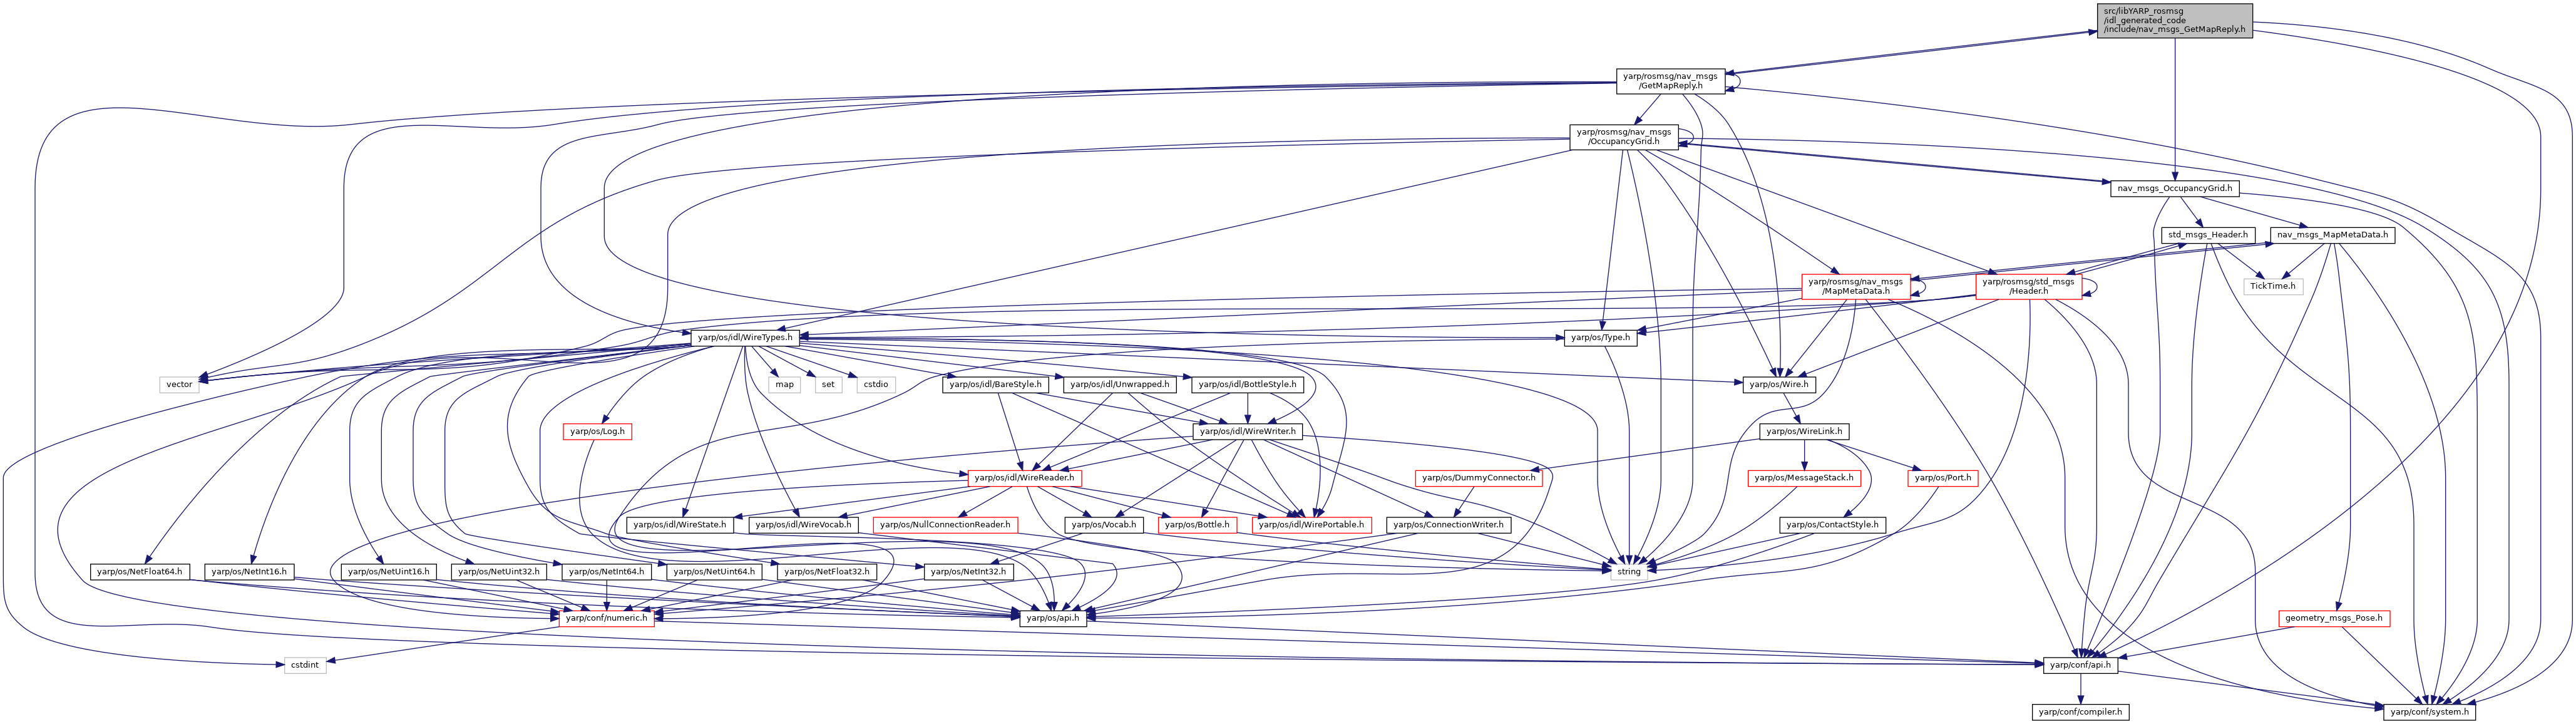 src/libYARP_rosmsg
/idl_generated_code
/include/nav_msgs_GetMapReply.h
yarp/rosmsg/nav_msgs
/GetMapReply.h
yarp/rosmsg/nav_msgs
/OccupancyGrid.h
nav_msgs_OccupancyGrid.h
std_msgs_Header.h
nav_msgs_MapMetaData.h
yarp/rosmsg/nav_msgs
/MapMetaData.h
yarp/rosmsg/std_msgs
/Header.h
TickTime.h
yarp/os/idl/WireTypes.h
yarp/os/Type.h
vector
map
set
cstdio
yarp/os/idl/BareStyle.h
yarp/os/idl/Unwrapped.h
yarp/os/idl/BottleStyle.h
yarp/os/Wire.h
yarp/os/Log.h
yarp/os/idl/WireWriter.h
yarp/os/WireLink.h
yarp/os/idl/WireReader.h
yarp/os/DummyConnector.h
yarp/os/MessageStack.h
yarp/os/Port.h
yarp/os/idl/WireState.h
yarp/os/idl/WireVocab.h
yarp/os/NullConnectionReader.h
yarp/os/Vocab.h
yarp/os/Bottle.h
yarp/os/idl/WirePortable.h
yarp/os/ConnectionWriter.h
yarp/os/ContactStyle.h
yarp/os/NetFloat64.h
yarp/os/NetInt16.h
yarp/os/NetUint16.h
yarp/os/NetUint32.h
yarp/os/NetInt64.h
yarp/os/NetUint64.h
yarp/os/NetFloat32.h
yarp/os/NetInt32.h
string
yarp/conf/numeric.h
yarp/os/api.h
geometry_msgs_Pose.h
cstdint
yarp/conf/api.h
yarp/conf/compiler.h
yarp/conf/system.h